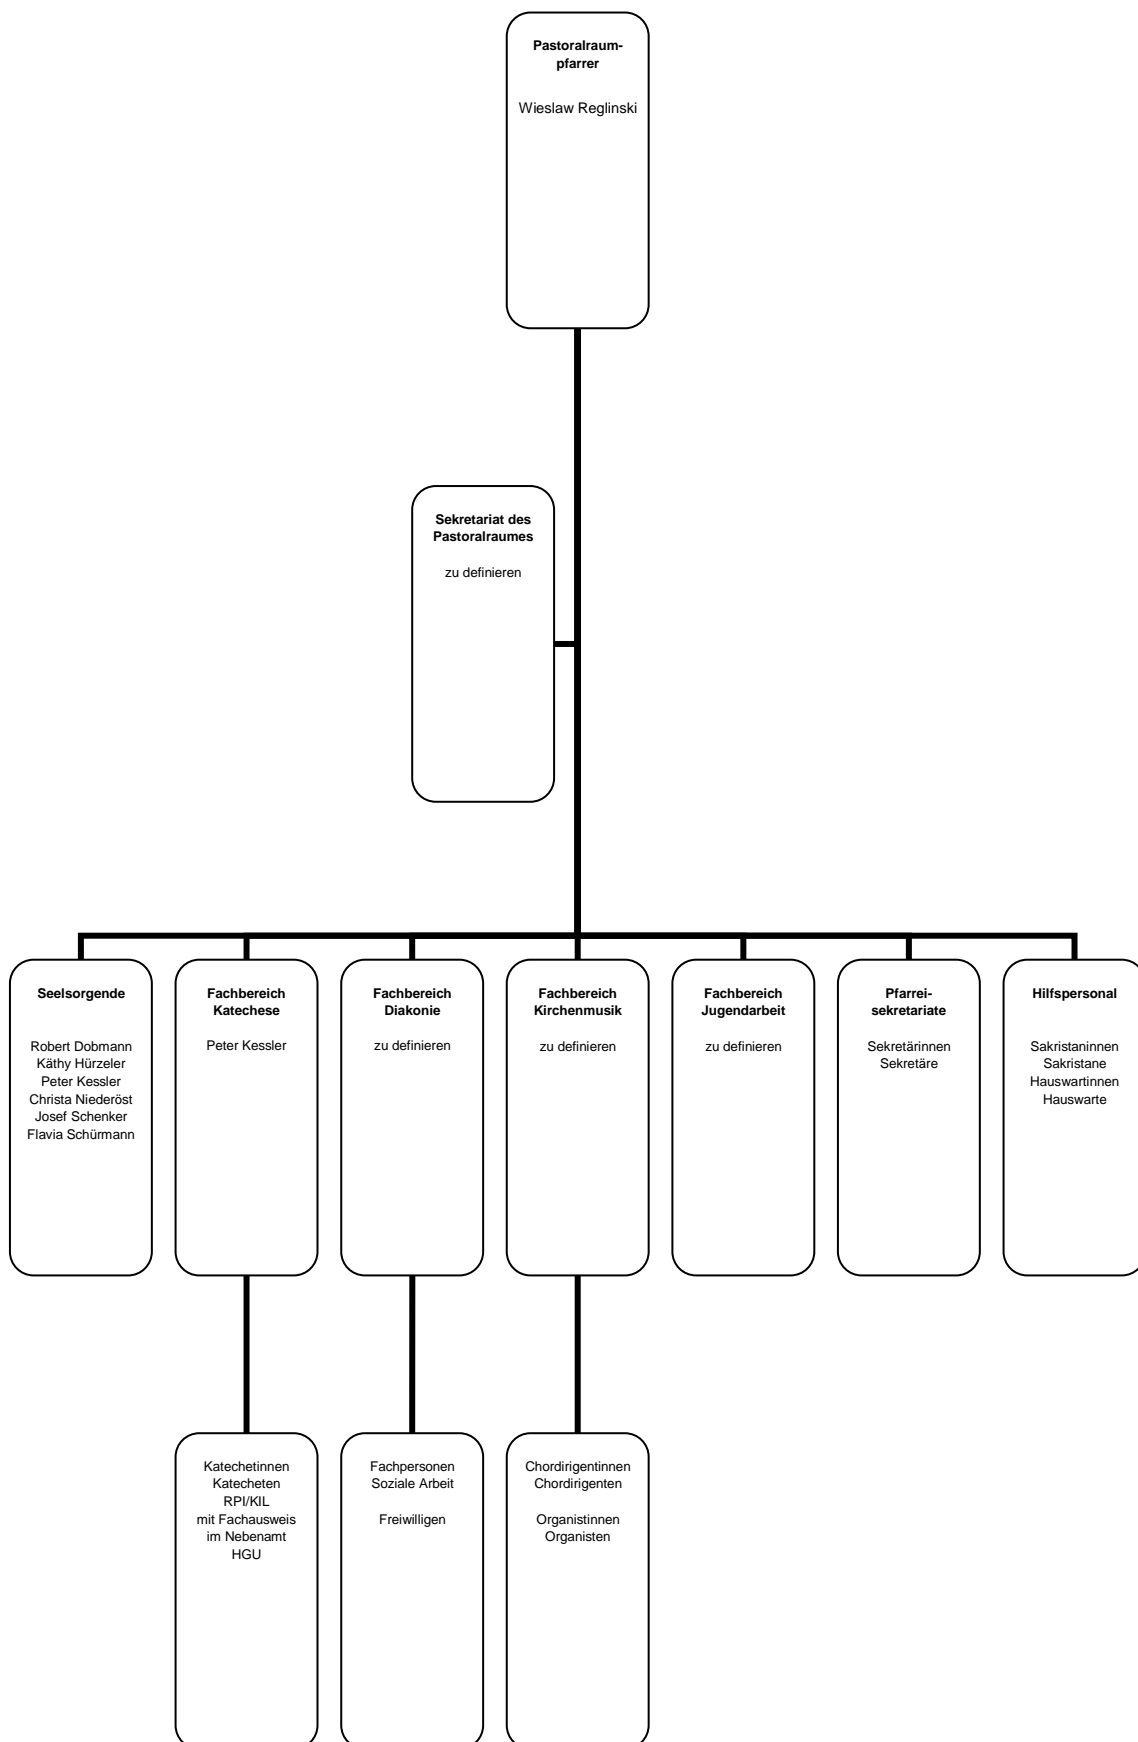 Pastoralraum-
pfarrer
Wieslaw Reglinski
Sekretariat des
Pastoralraumes
zu definieren
Seelsorgende
Robert Dobmann
Käthy Hürzeler
Peter Kessler
Christa Niederöst
Josef Schenker
Flavia Schürmann
Fachbereich
Katechese
Peter Kessler
Fachbereich
Diakonie
zu definieren
Fachbereich
Kirchenmusik
zu definieren
Fachbereich
Jugendarbeit
zu definieren
Pfarrei-
sekretariate
Sekretärinnen
Sekretäre
Hilfspersonal
Sakristaninnen
Sakristane
Hauswartinnen
Hauswarte
Katechetinnen
Katecheten
RPI/KIL
mit Fachausweis
im Nebenamt
HGU
Fachpersonen
Soziale Arbeit
Freiwilligen
Chordirigentinnen
Chordirigenten
Organistinnen
Organisten